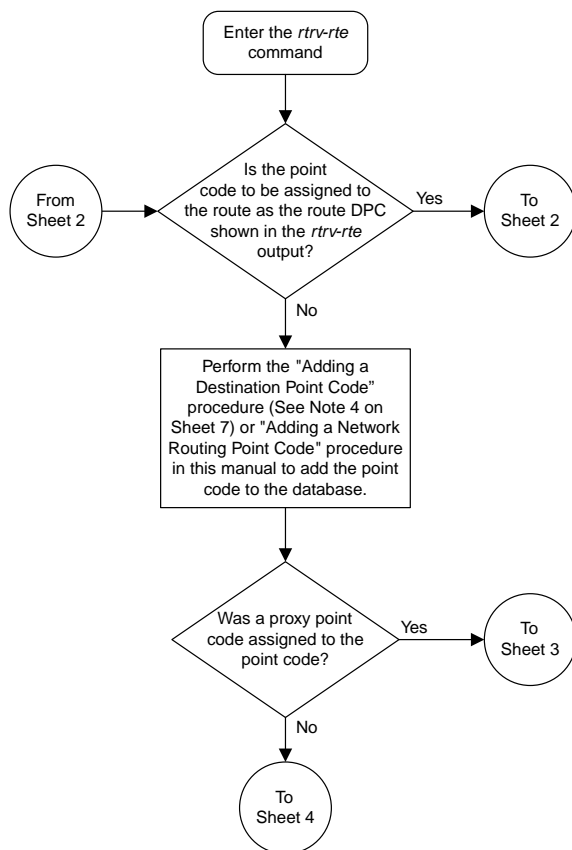 Enter the rtrv-rte
command
Is the point
code to be assigned to
the route as the route DPC
shown in the rtrv-rte
output?
From
Sheet 2
Yes
To
Sheet 2
No
Perform the "Adding a
Destination Point Code”
procedure (See Note 4 on
Sheet 7) or "Adding a Network
Routing Point Code" procedure
in this manual to add the point
code to the database.
Was a proxy point
code assigned to the
point code?
Yes
To
Sheet 3
No
To
Sheet 4